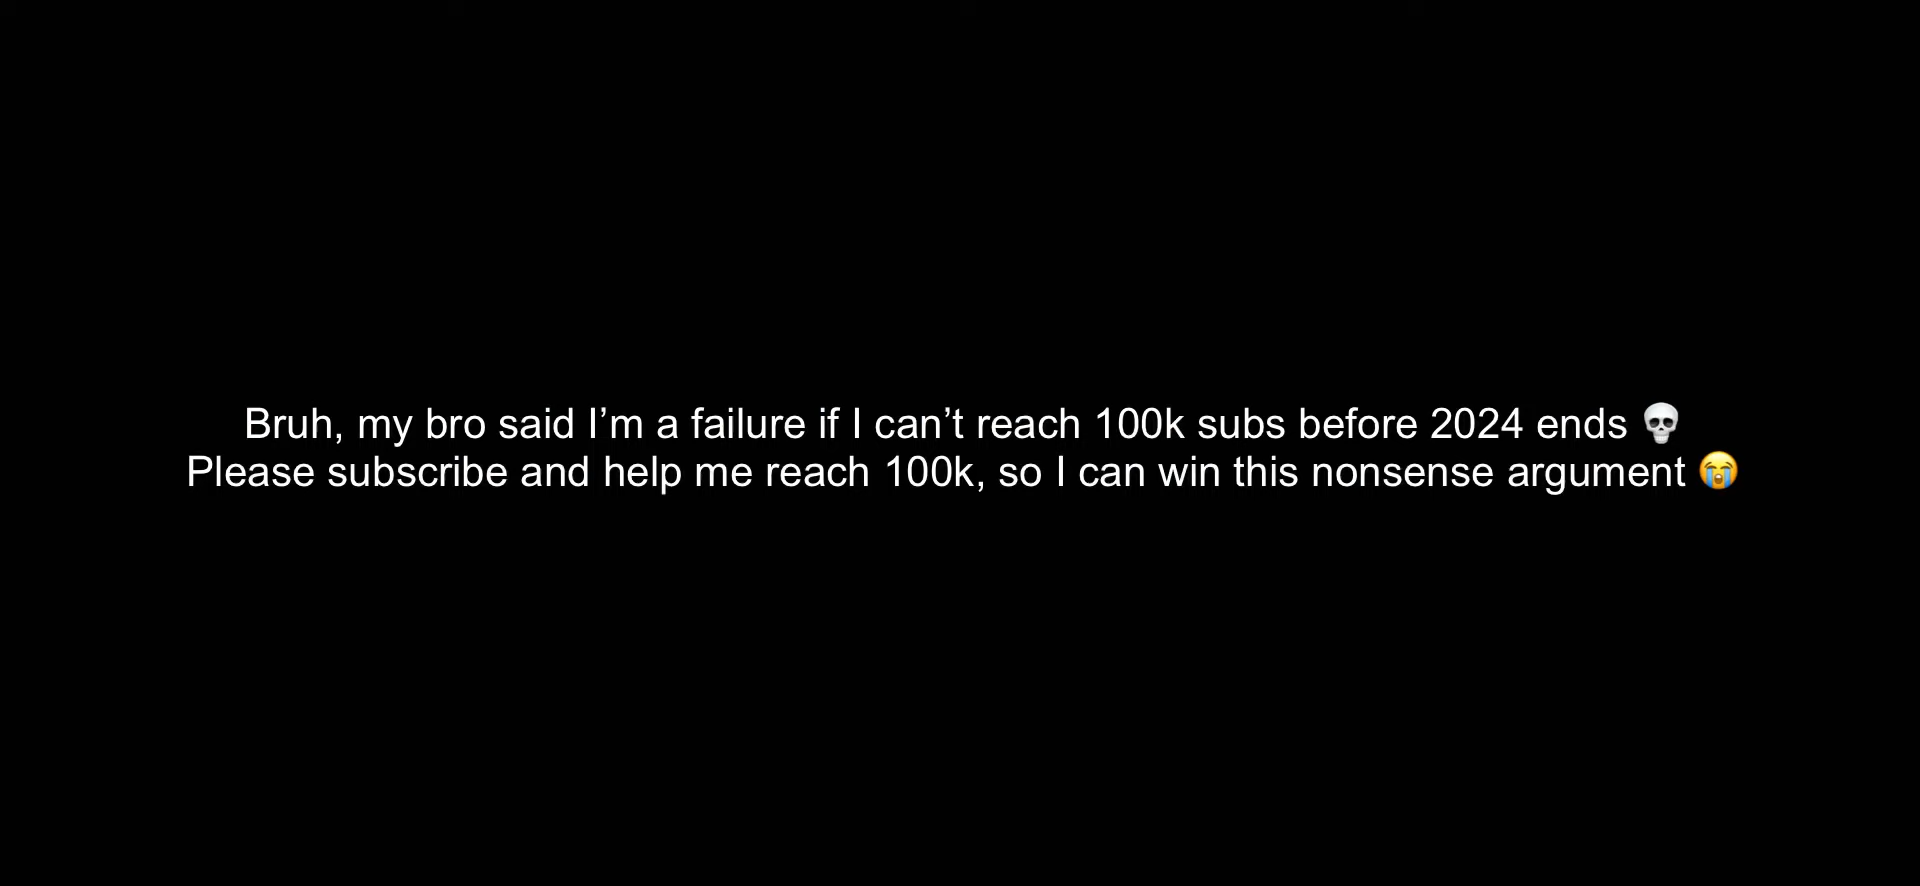 Bruh, my bro said I’m a failure if I can’t reach 100k subs before 2024 ends 💀
Please subscribe and help me reach 100k, so I can win this nonsense argument 😭